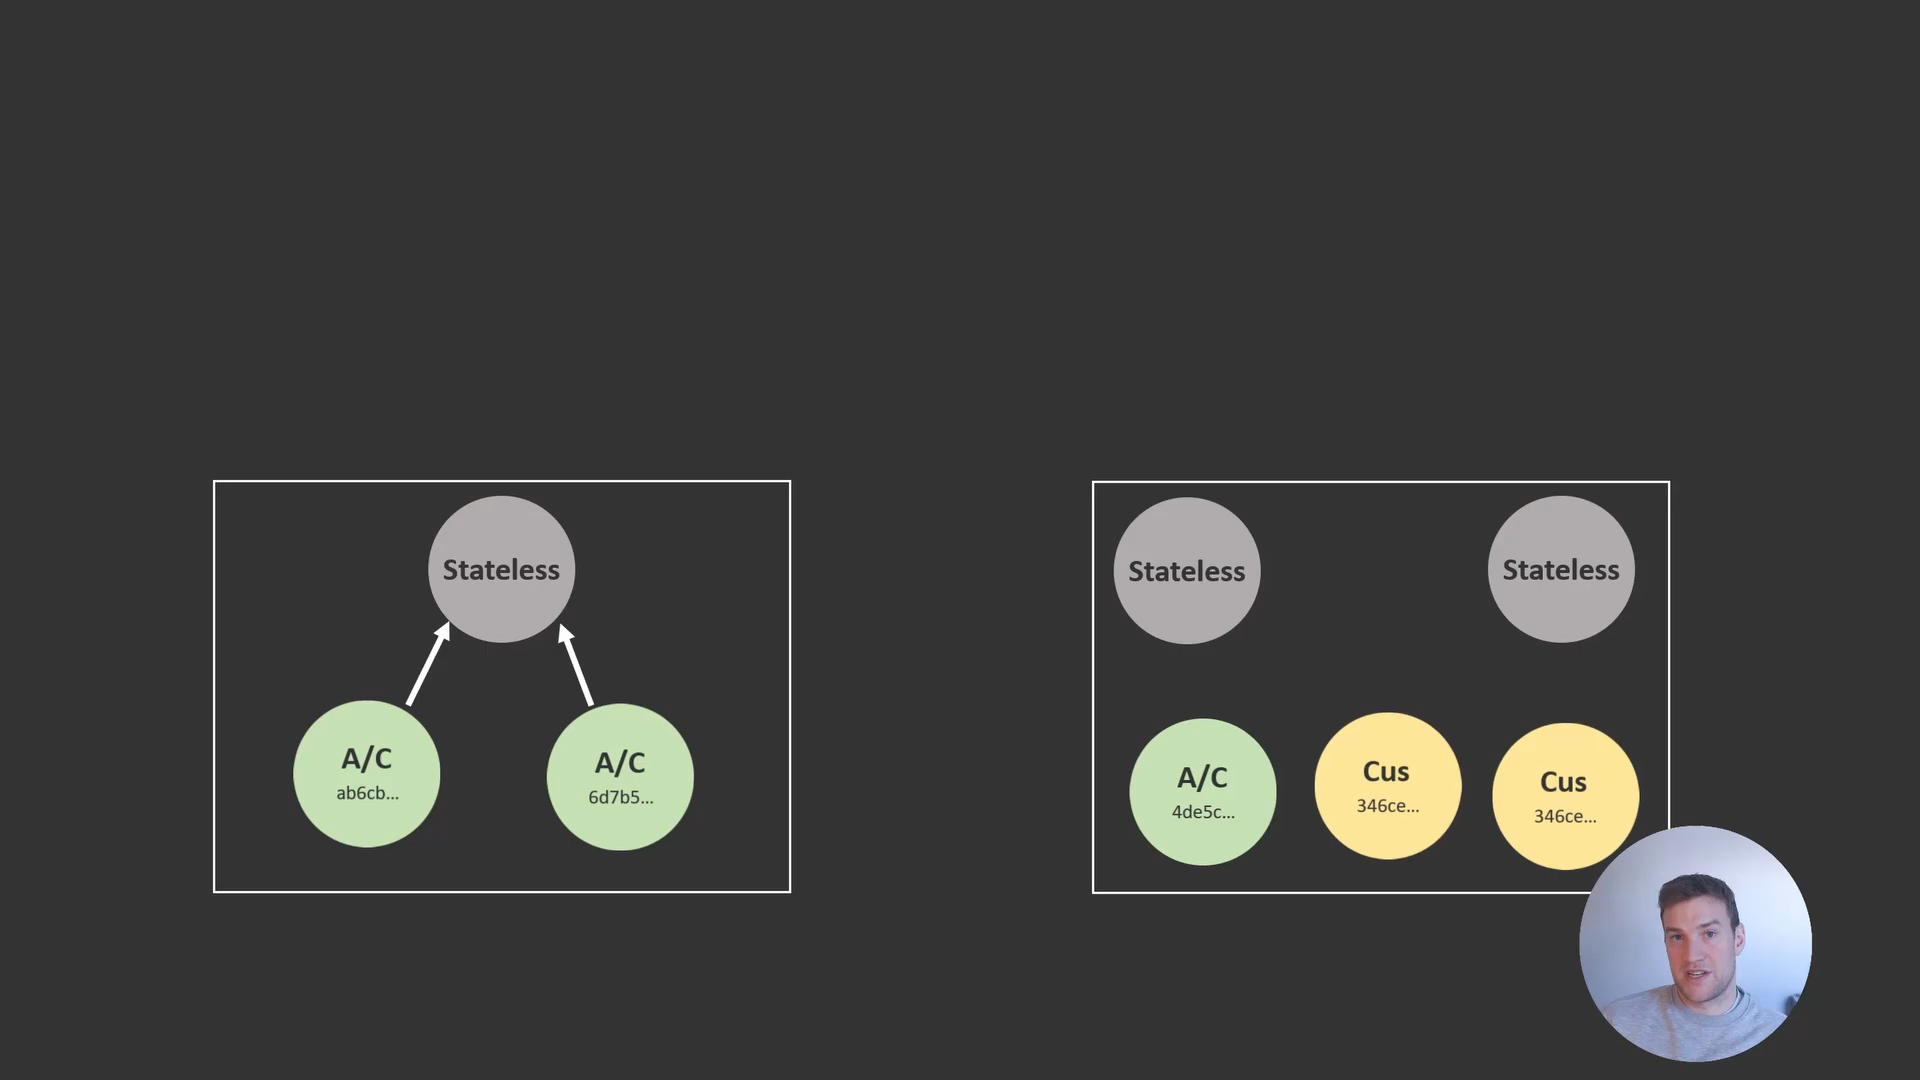 Stateless
A/C
ab6cb...
A/C
6d7b5...
Stateless
Stateless
A/C
4de5c...
Cus
346ce...
Cus
346ce...